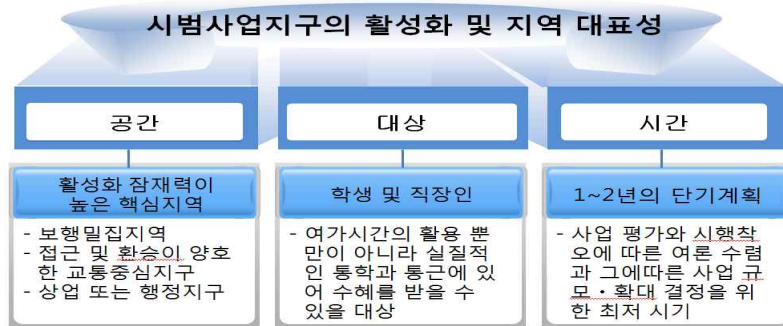 시범사업지구의 활성화 및 지역 대표성
공간
활성화 잠재력이
높은 핵심지역
- 보행밀집지역
- 접근 및 환승이 양호
한 교통중심지구
- 상업 또는 행정지구
대상
학생 및 직장인
- 여가시간의 활용 뿐
만이 아니라 실질적
인 통학과 통근에 있
어 수혜를 받을 수
있을 대상
시간
1~2년의 단기계획
- 사업 평가와 시행착
오에 따른 여론 수렴
과 그에따른 사업 규
모・확대 결정을 위
한 최저 시기